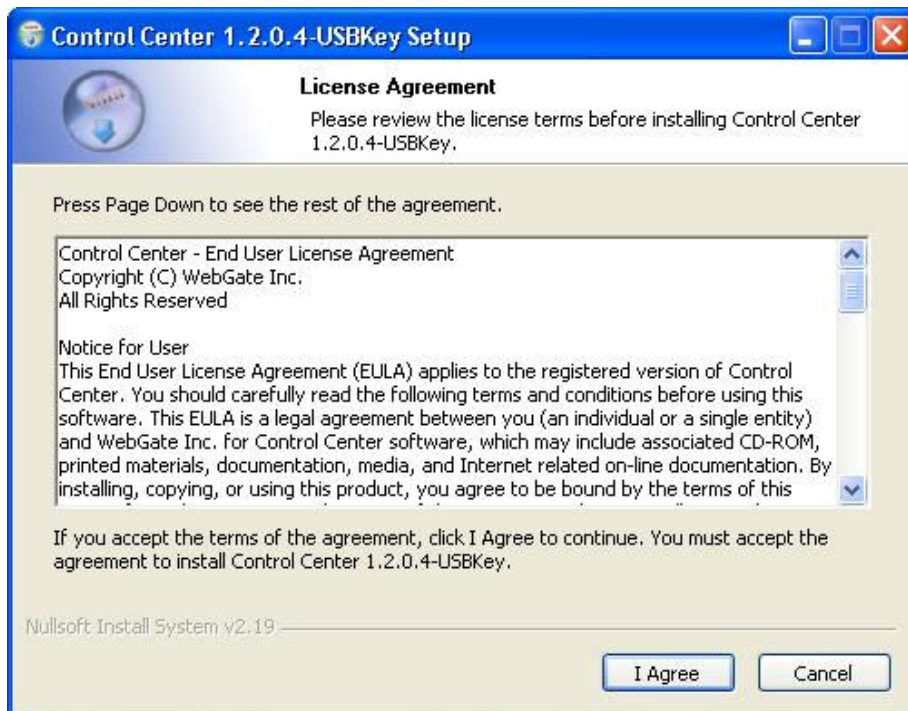 Control Center 1.2.0.4-USBKey Setup
License Agreement
Please review the license terms before installing Control Center
1.2.0.4-USBKey.
Press Page Down to see the rest of the agreement.
Control Center - End User License Agreement
Copyright (C) WebGate Inc.
All Rights Reserved
Notice for User
This End User License Agreement (EULA) applies to the registered version of Control
Center. You should carefully read the following terms and conditions before using this
software. This EULA is a legal agreement between you (an individual or a single entity)
and WebGate Inc. for Control Center software, which may include associated CD-ROM,
printed materials, documentation, media, and Internet related on-line documentation. By
installing, copying, or using this product, you agree to be bound by the terms of this
If you accept the terms of the agreement, click I Agree to continue. You must accept the
agreement to install Control Center 1.2.0.4-USBKey.
Nullsoft Install System v2.19
I Agree
Cancel